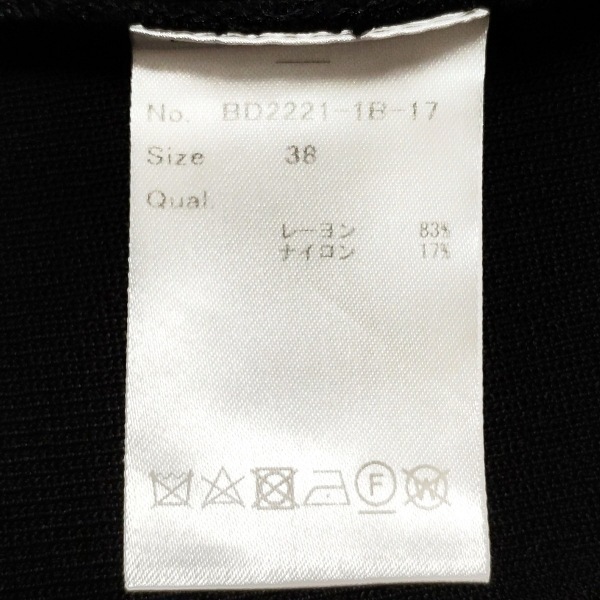 No. BD2221-1B-17
Size 38
Qual.
レーヨン 83%
ナイロン 17%
F W